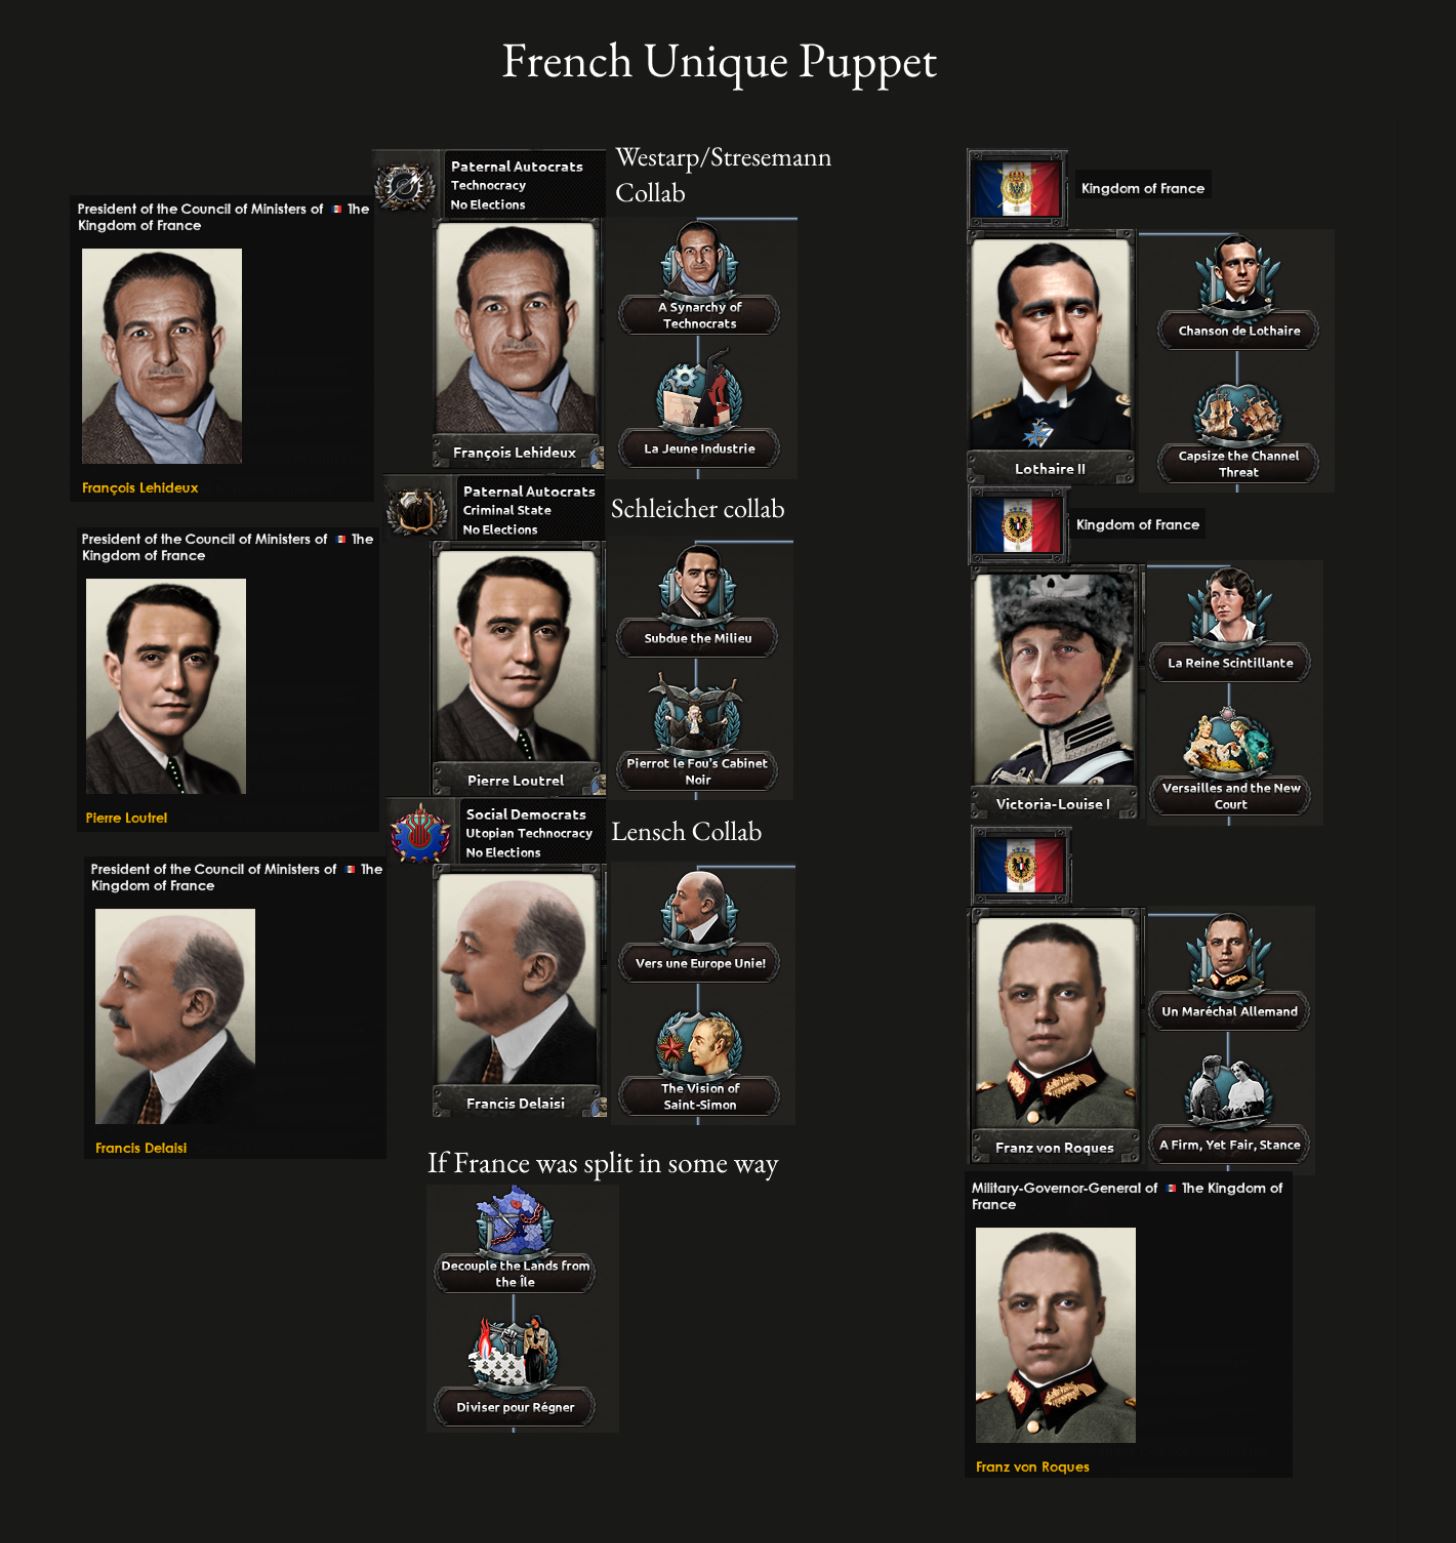 French Unique Puppet
President of the Council of Ministers of The
Kingdom of France
François Lehideux
Paternal Autocrats
Technocracy
No Elections
François Lehideux
Westarp/Stresemann
Collab
A Synarchy of
Technocrats
La Jeune Industrie
President of the Council of Ministers of The
Kingdom of France
Pierre Loutrel
Paternal Autocrats
Criminal State
No Elections
Pierre Loutrel
Schleicher collab
Subdue the Milieu
Pierrot le Fou's Cabinet
Noir
President of the Council of Ministers of The
Kingdom of France
Francis Delaisi
Social Democrats
Utopian Technocracy
No Elections
Francis Delaisi
Lensch Collab
Vers une Europe Unie!
The Vision of
Saint-Simon
If France was split in some way
Decouple the Lands from
the Île
Diviser pour Régner
Kingdom of France
Lothaire II
Chanson de Lothaire
Capsize the Channel
Threat
Kingdom of France
Victoria-Louise I
La Reine Scintillante
Versailles and the New
Court
Franz von Roques
Un Maréchal Allemand
A Firm, Yet Fair, Stance
Military-Governor-General of The Kingdom of
France
Franz von Roques